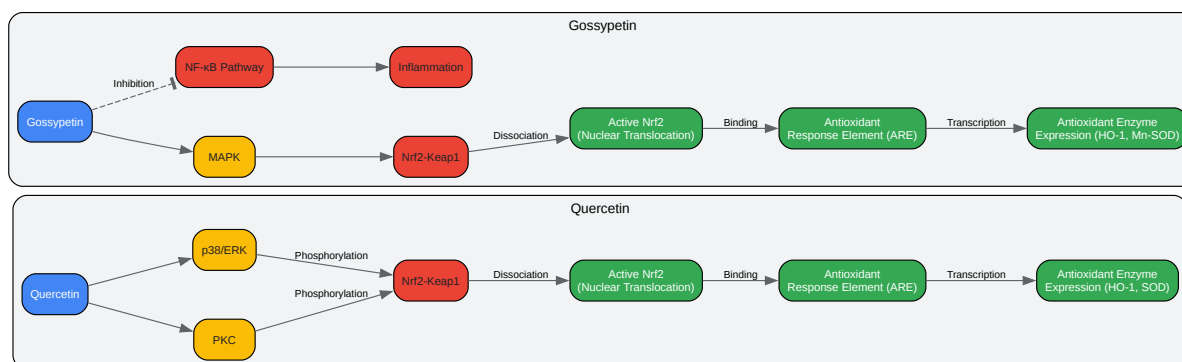 Gossypetin
NF-κB Pathway
Inflammation
Inhibition
Gossypetin
MAPK
Nrf2-Keap1
Dissociation
Active Nrf2
(Nuclear Translocation)
Binding
Antioxidant
Response Element (ARE)
Transcription
Antioxidant Enzyme
Expression (HO-1, Mn-SOD)
Quercetin
Quercetin
p38/ERK
PKC
Phosphorylation
Phosphorylation
Nrf2-Keap1
Dissociation
Active Nrf2
(Nuclear Translocation)
Binding
Antioxidant
Response Element (ARE)
Transcription
Antioxidant Enzyme
Expression (HO-1, SOD)